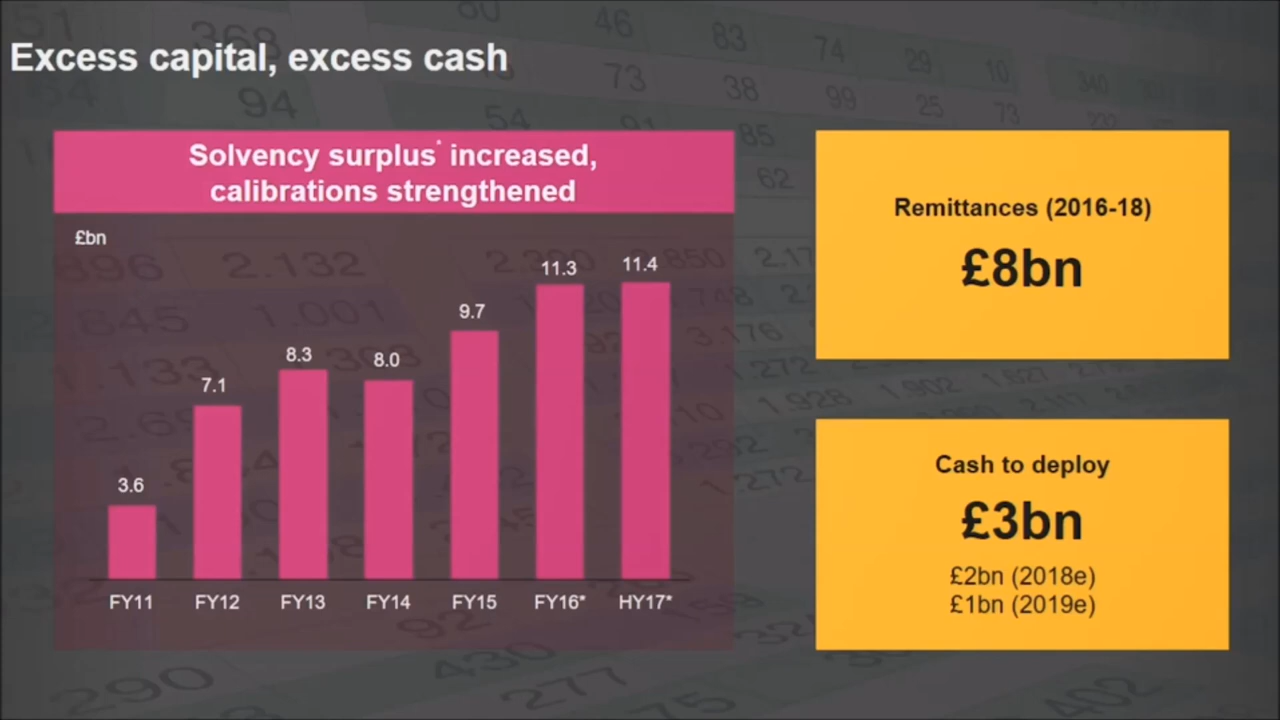 Excess capital, excess cash
Solvency surplus* increased,
calibrations strengthened
£bn
3.6
7.1
8.3
8.0
9.7
11.3
11.4
FY11
FY12
FY13
FY14
FY15
FY16*
HY17*
Remittances (2016-18)
£8bn
Cash to deploy
£3bn
£2bn (2018e)
£1bn (2019e)